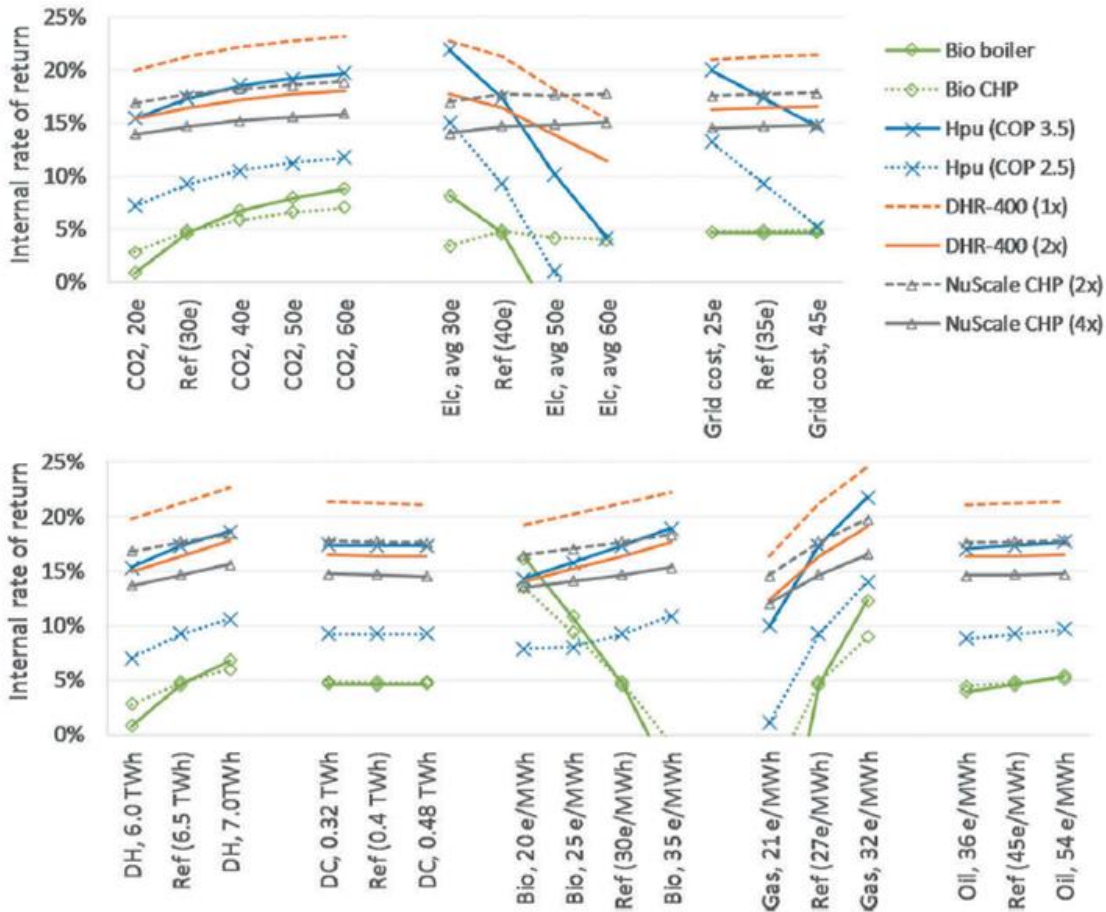 25%
20%
15%
10%
5%
0%
Internal rate of return
CO2, 20e
Ref (30e)
CO2, 40e
CO2, 50e
CO2, 60e
Elc, avg 30e
Ref (40e)
Elc, avg 50e
Elc, avg 60e
Grid cost, 25e
Ref (35e)
Grid cost, 45e
Bio boiler
Bio CHP
Hpu (COP 3.5)
Hpu (COP 2.5)
DHR-400 (1x)
DHR-400 (2x)
NuScale CHP (2x)
NuScale CHP (4x)
25%
20%
15%
10%
5%
0%
Internal rate of return
DH, 6.0 TWh
Ref (6.5 TWh)
DH, 7.0TWh
DC, 0.32 TWh
Ref (0.4 TWh)
DC, 0.48 TWh
Bio, 20 e/MWh
Bio, 25 e/MWh
Ref (30e/MWh)
Bio, 35 e/MWh
Gas, 21 e/MWh
Ref (27e/MWh)
Gas, 32 e/MWh
Oil, 36 e/MWh
Ref (45e/MWh)
Oil, 54 e/MWh